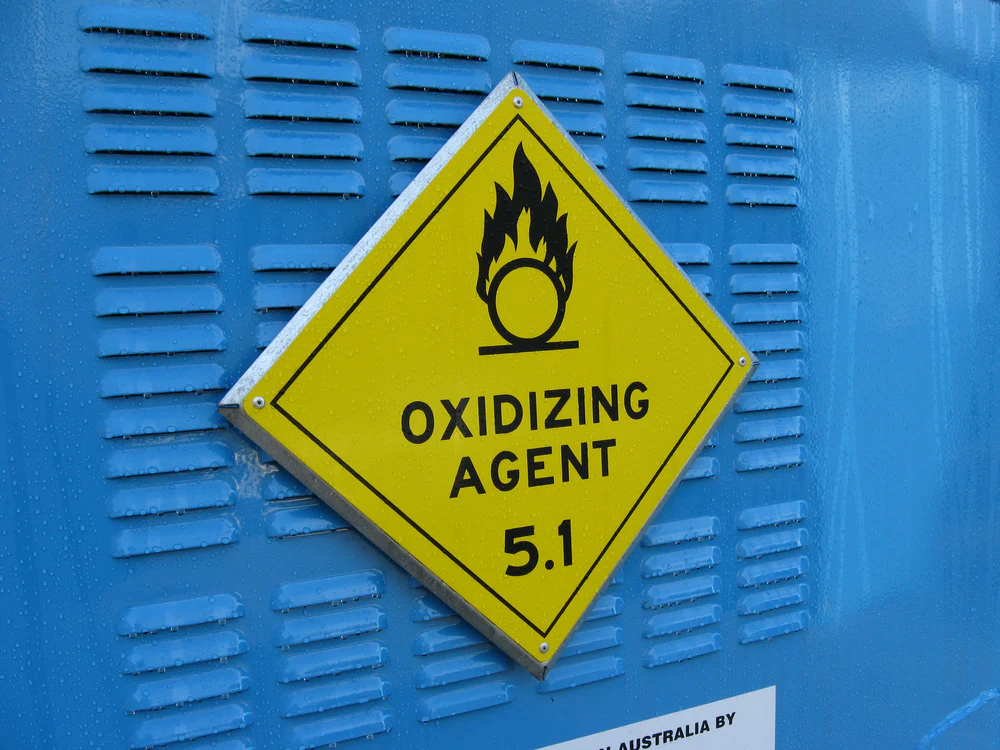 OXIDIZING
AGENT
5.1
AUSTRALIA BY